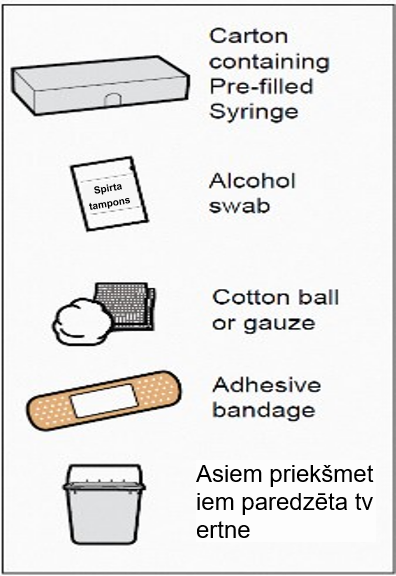 Carton
containing
Pre-filled
Syringe
Spirta
tampons
Alcohol
swab
Cotton ball
or gauze
Adhesive
bandage
Asiem priekšmet
iem paredzēta tv
ertne